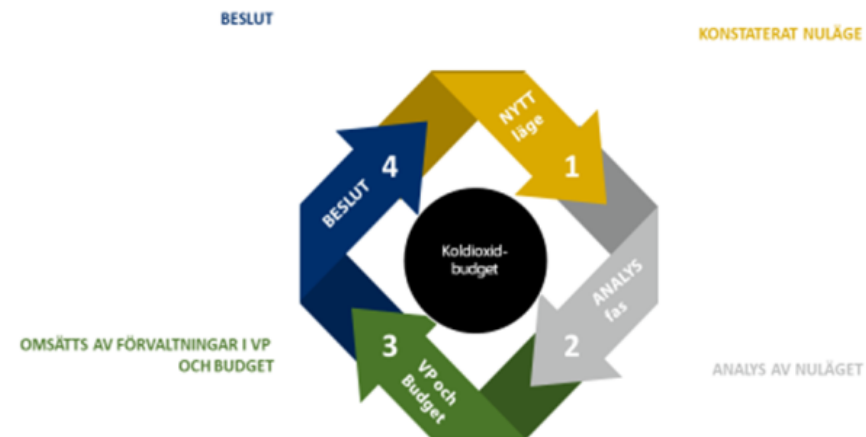 BESLUT
KONSTATERAT NULÄGE
NYTT
läge
1
4
BESLUT
Koldioxid-
budget
ANALYS
fas
2
3
VP och
Budget
OMSÄTTS AV FÖRVALTNINGAR I VP
OCH BUDGET
ANALYS AV NULÄGET